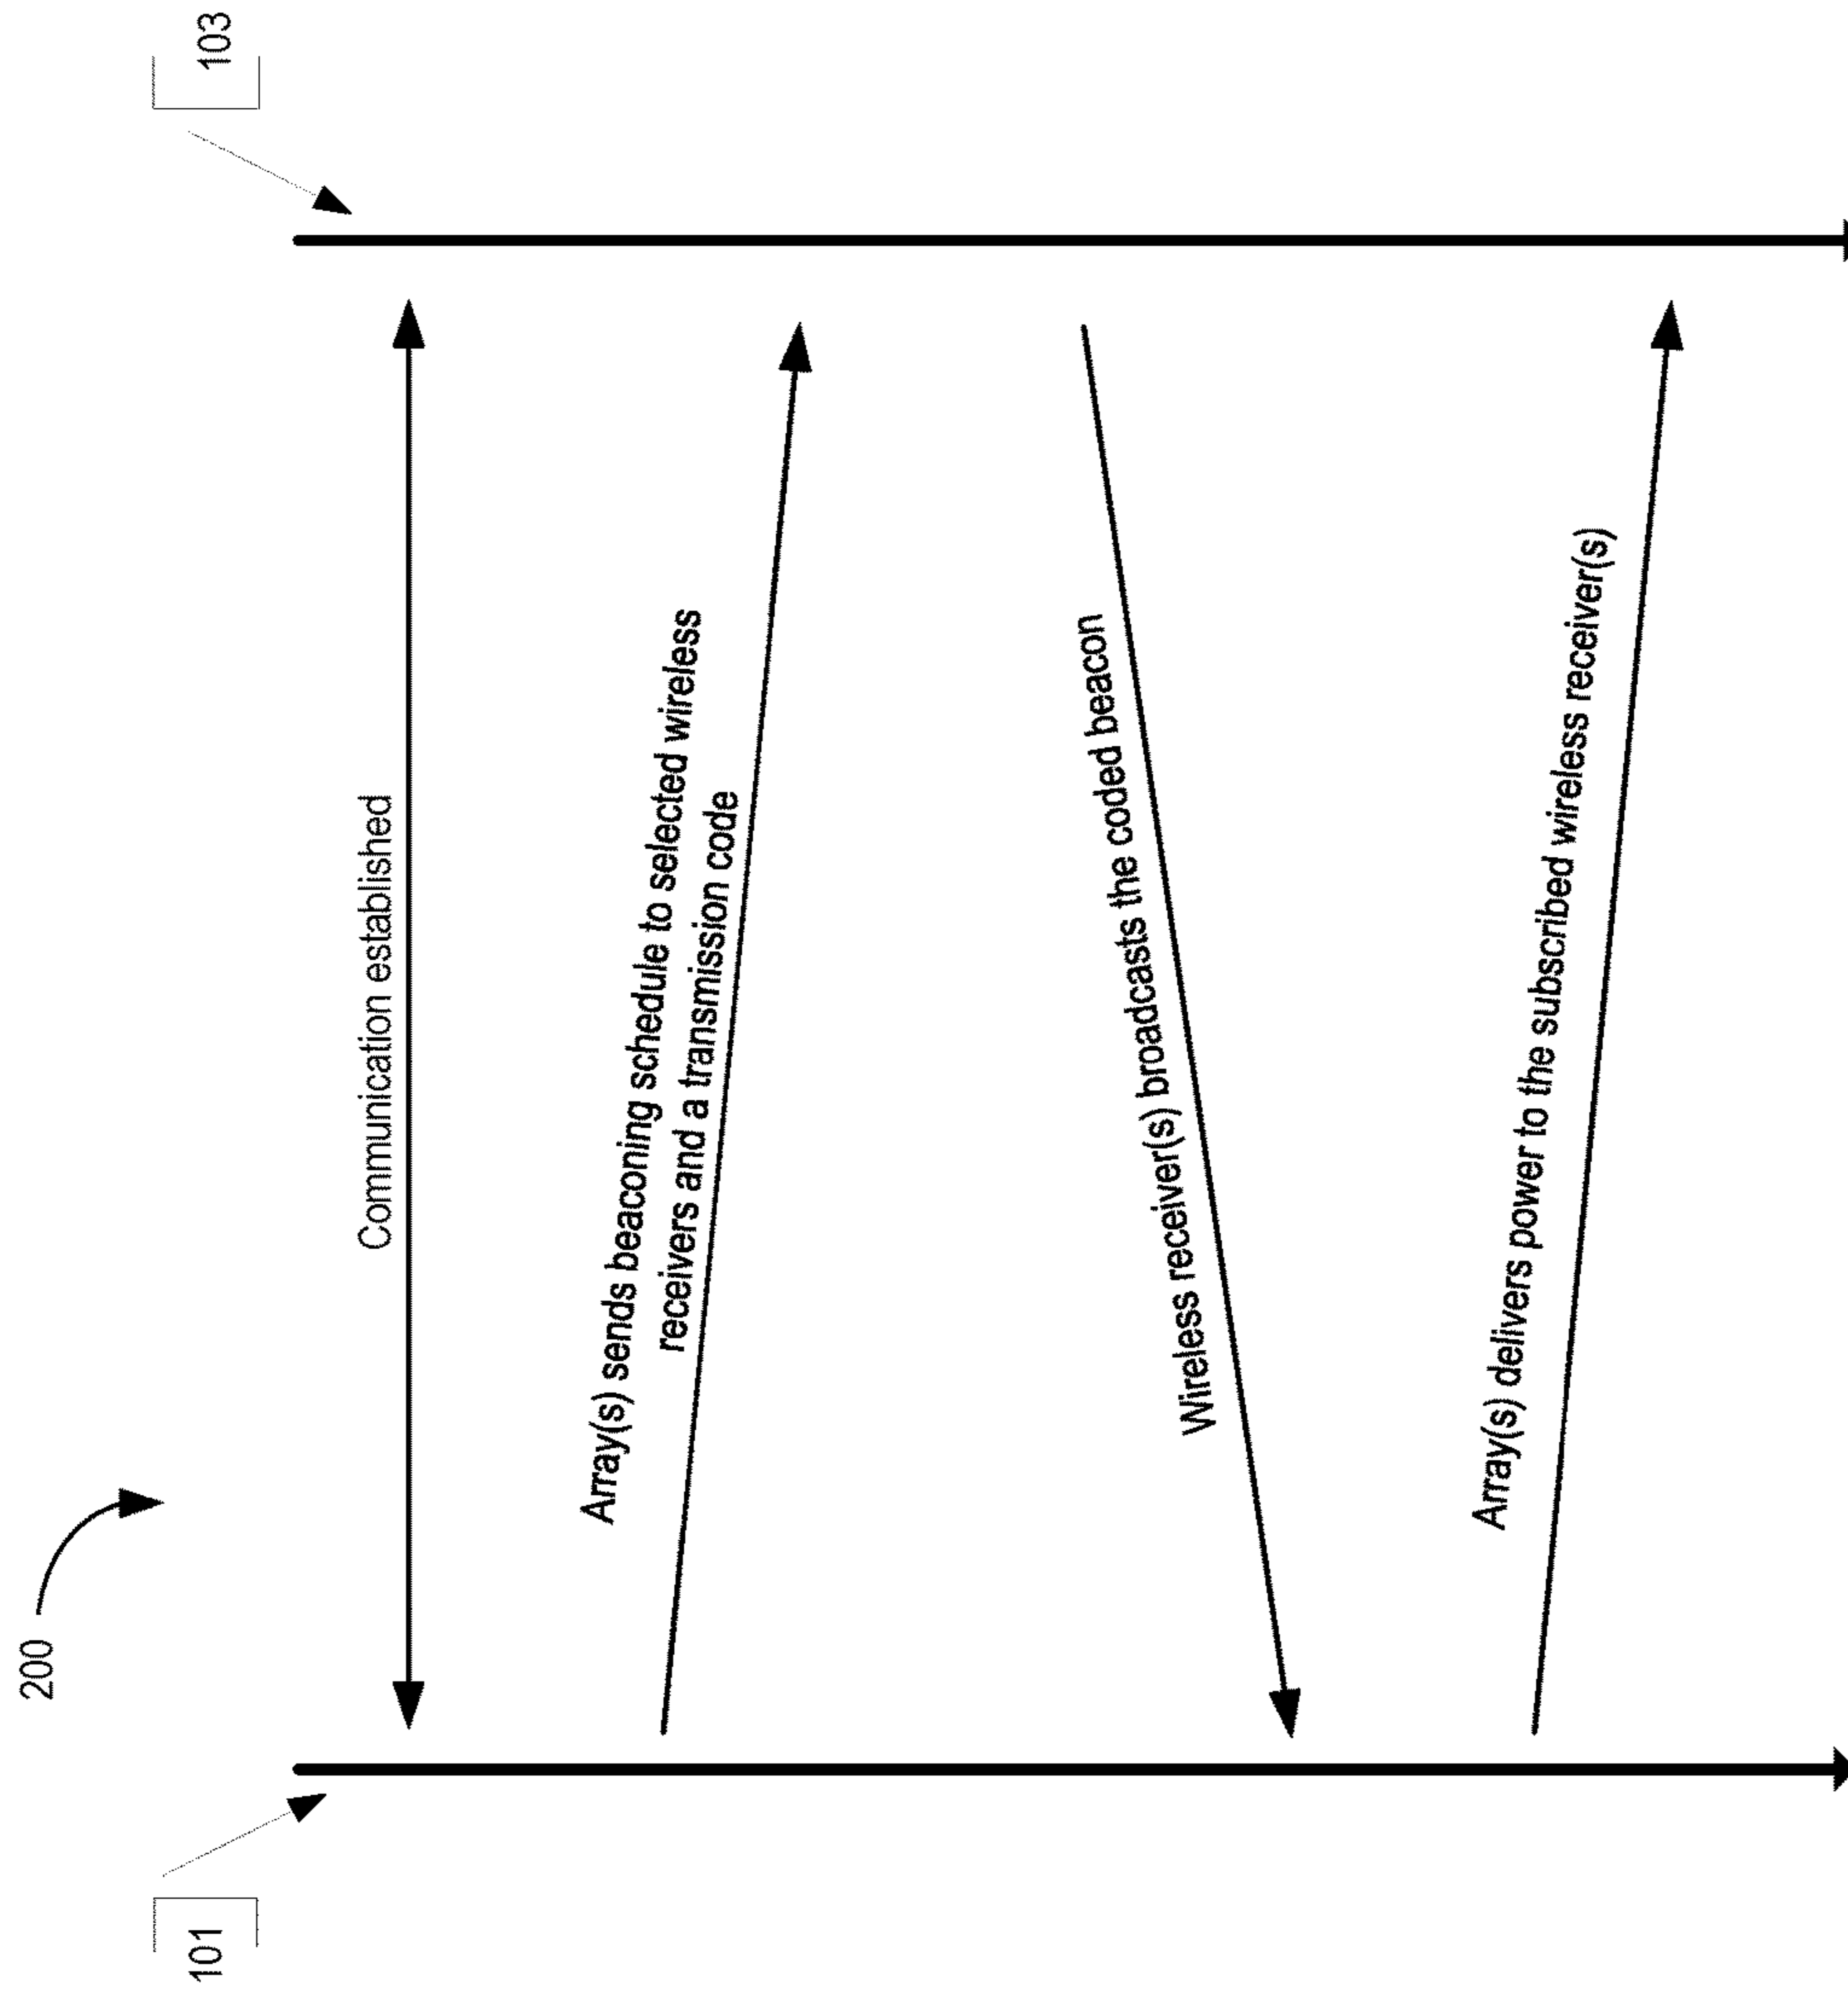 200
101
103
Communication established
Array(s) sends beaconing schedule to selected wireless
receivers and a transmission code
Wireless receiver(s) broadcasts the coded beacon
Array(s) delivers power to the subscribed wireless receiver(s)